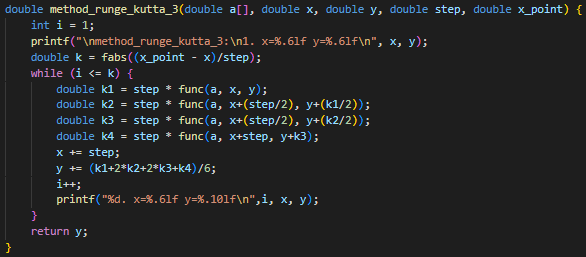 double method_runge_kutta_3(double a[], double x, double y, double step, double x_point) {
    int i = 1;
    printf("\nmethod_runge_kutta_3:\n1. x=%.6lf y=%.6lf\n", x, y);
    double k = fabs((x_point - x)/step);
    while (i <= k) {
        double k1 = step * func(a, x, y);
        double k2 = step * func(a, x+(step/2), y+(k1/2));
        double k3 = step * func(a, x+(step/2), y+(k2/2));
        double k4 = step * func(a, x+step, y+k3);
        x += step;
        y += (k1+2*k2+2*k3+k4)/6;
        i++;
        printf("%d. x=%.6lf y=%.10lf\n",i, x, y);
    }
    return y;
}